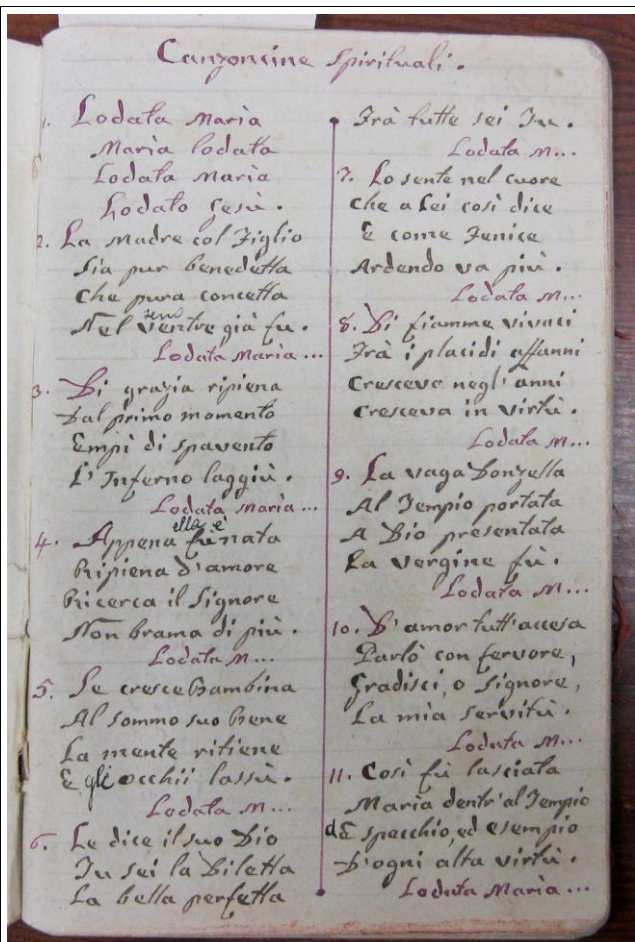 Canzoncine Spirituali.
1. Lodata Maria
Maria lodata
Lodata Maria
Lodato Gesù.
2. La Madre col Figlio
Sia pur benedetta
Che pura concetta
seno
Nel ventre già fu.
Lodata Maria...
3. Di grazia ripiena
Dal primo momento
Empì di spavento
L'Inferno laggiù.
Lodata Maria...
ella è
4. Appena fù nata
Ripiena d'amore
Ricerca il Signore
Non brama di più.
Lodata M...
5. Se cresce bambina
Al sommo suo bene
La mente ritiene
E gli occhii lassù.
Lodata M...
6. Le dice il suo Dio
Tu sei la Diletta
La bella perfetta
Frà tutte sei Tu.
Lodata M...
7. Lo sente nel cuore
Che a Lei così dice
E come Fenice
Ardendo va più.
Lodata M...
8. Di fiamme vivaci
Frà i placidi affanni
Cresceva negl'anni
Cresceva in virtù.
Lodata M...
9. La vaga Donzella
Al Tempio portata
A Dio presentata
La vergine fù.
Lodata M...
10. D'amor tutt'accesa
Parlò con fervore,
Gradisci, o Signore,
La mia servitù.
Lodata M...
11. Così fù lasciata
Maria dentr'al Tempio
dE specchio, ed esempio
D'ogni alta virtù.
Lodata Maria...